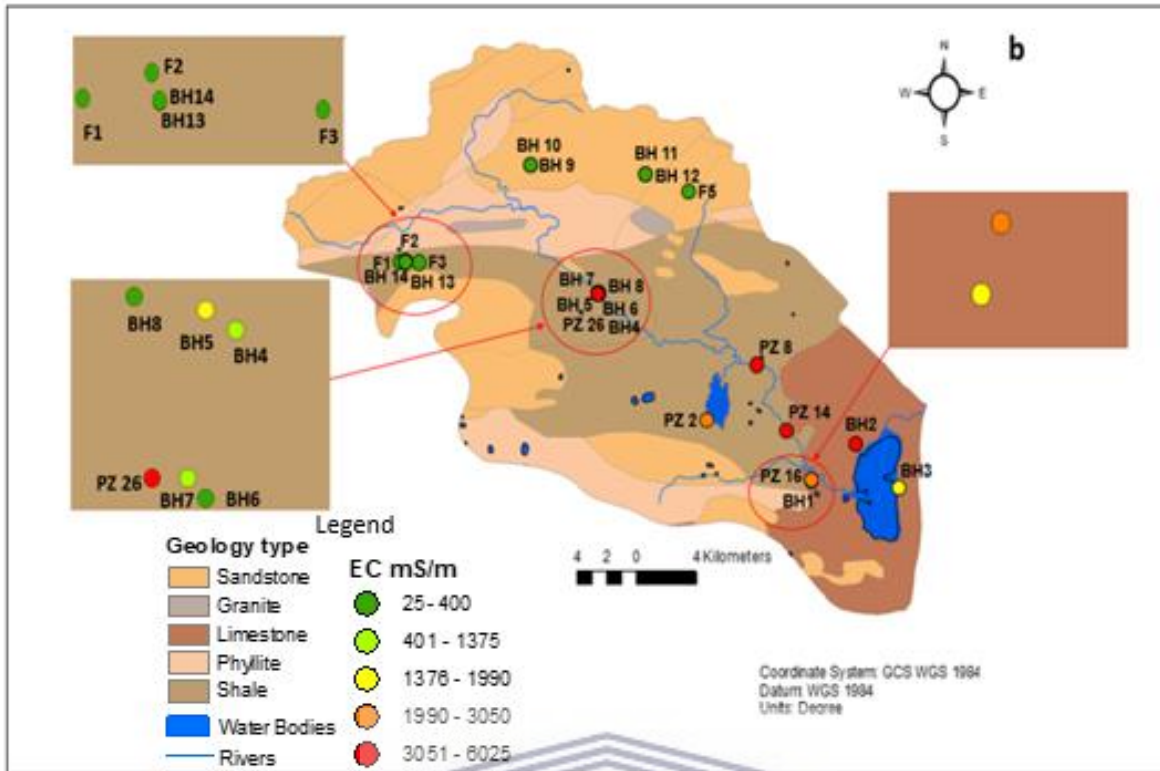 b
N
W E
S
F2
BH14
BH13
F1
F3
BH 10
BH 9
BH 11
BH 12
F5
F2
F1 F3
BH 14 BH 13
BH 7 BH 8
BH 5 BH 6
PZ 26 BH4
BH8
BH5
BH4
PZ 26
BH7
BH6
PZ 8
PZ 2
PZ 14
BH2
PZ 16
BH1
BH3
Legend
Geology type
Sandstone
Granite
Limestone
Phyllite
Shale
Water Bodies
Rivers
EC mS/m
25 - 400
401 - 1375
1376 - 1990
1990 - 3050
3051 - 6025
4 2 0 4 Kilometers
Coordinate System: GCS WGS 1984
Datum: WGS 1984
Units: Degree